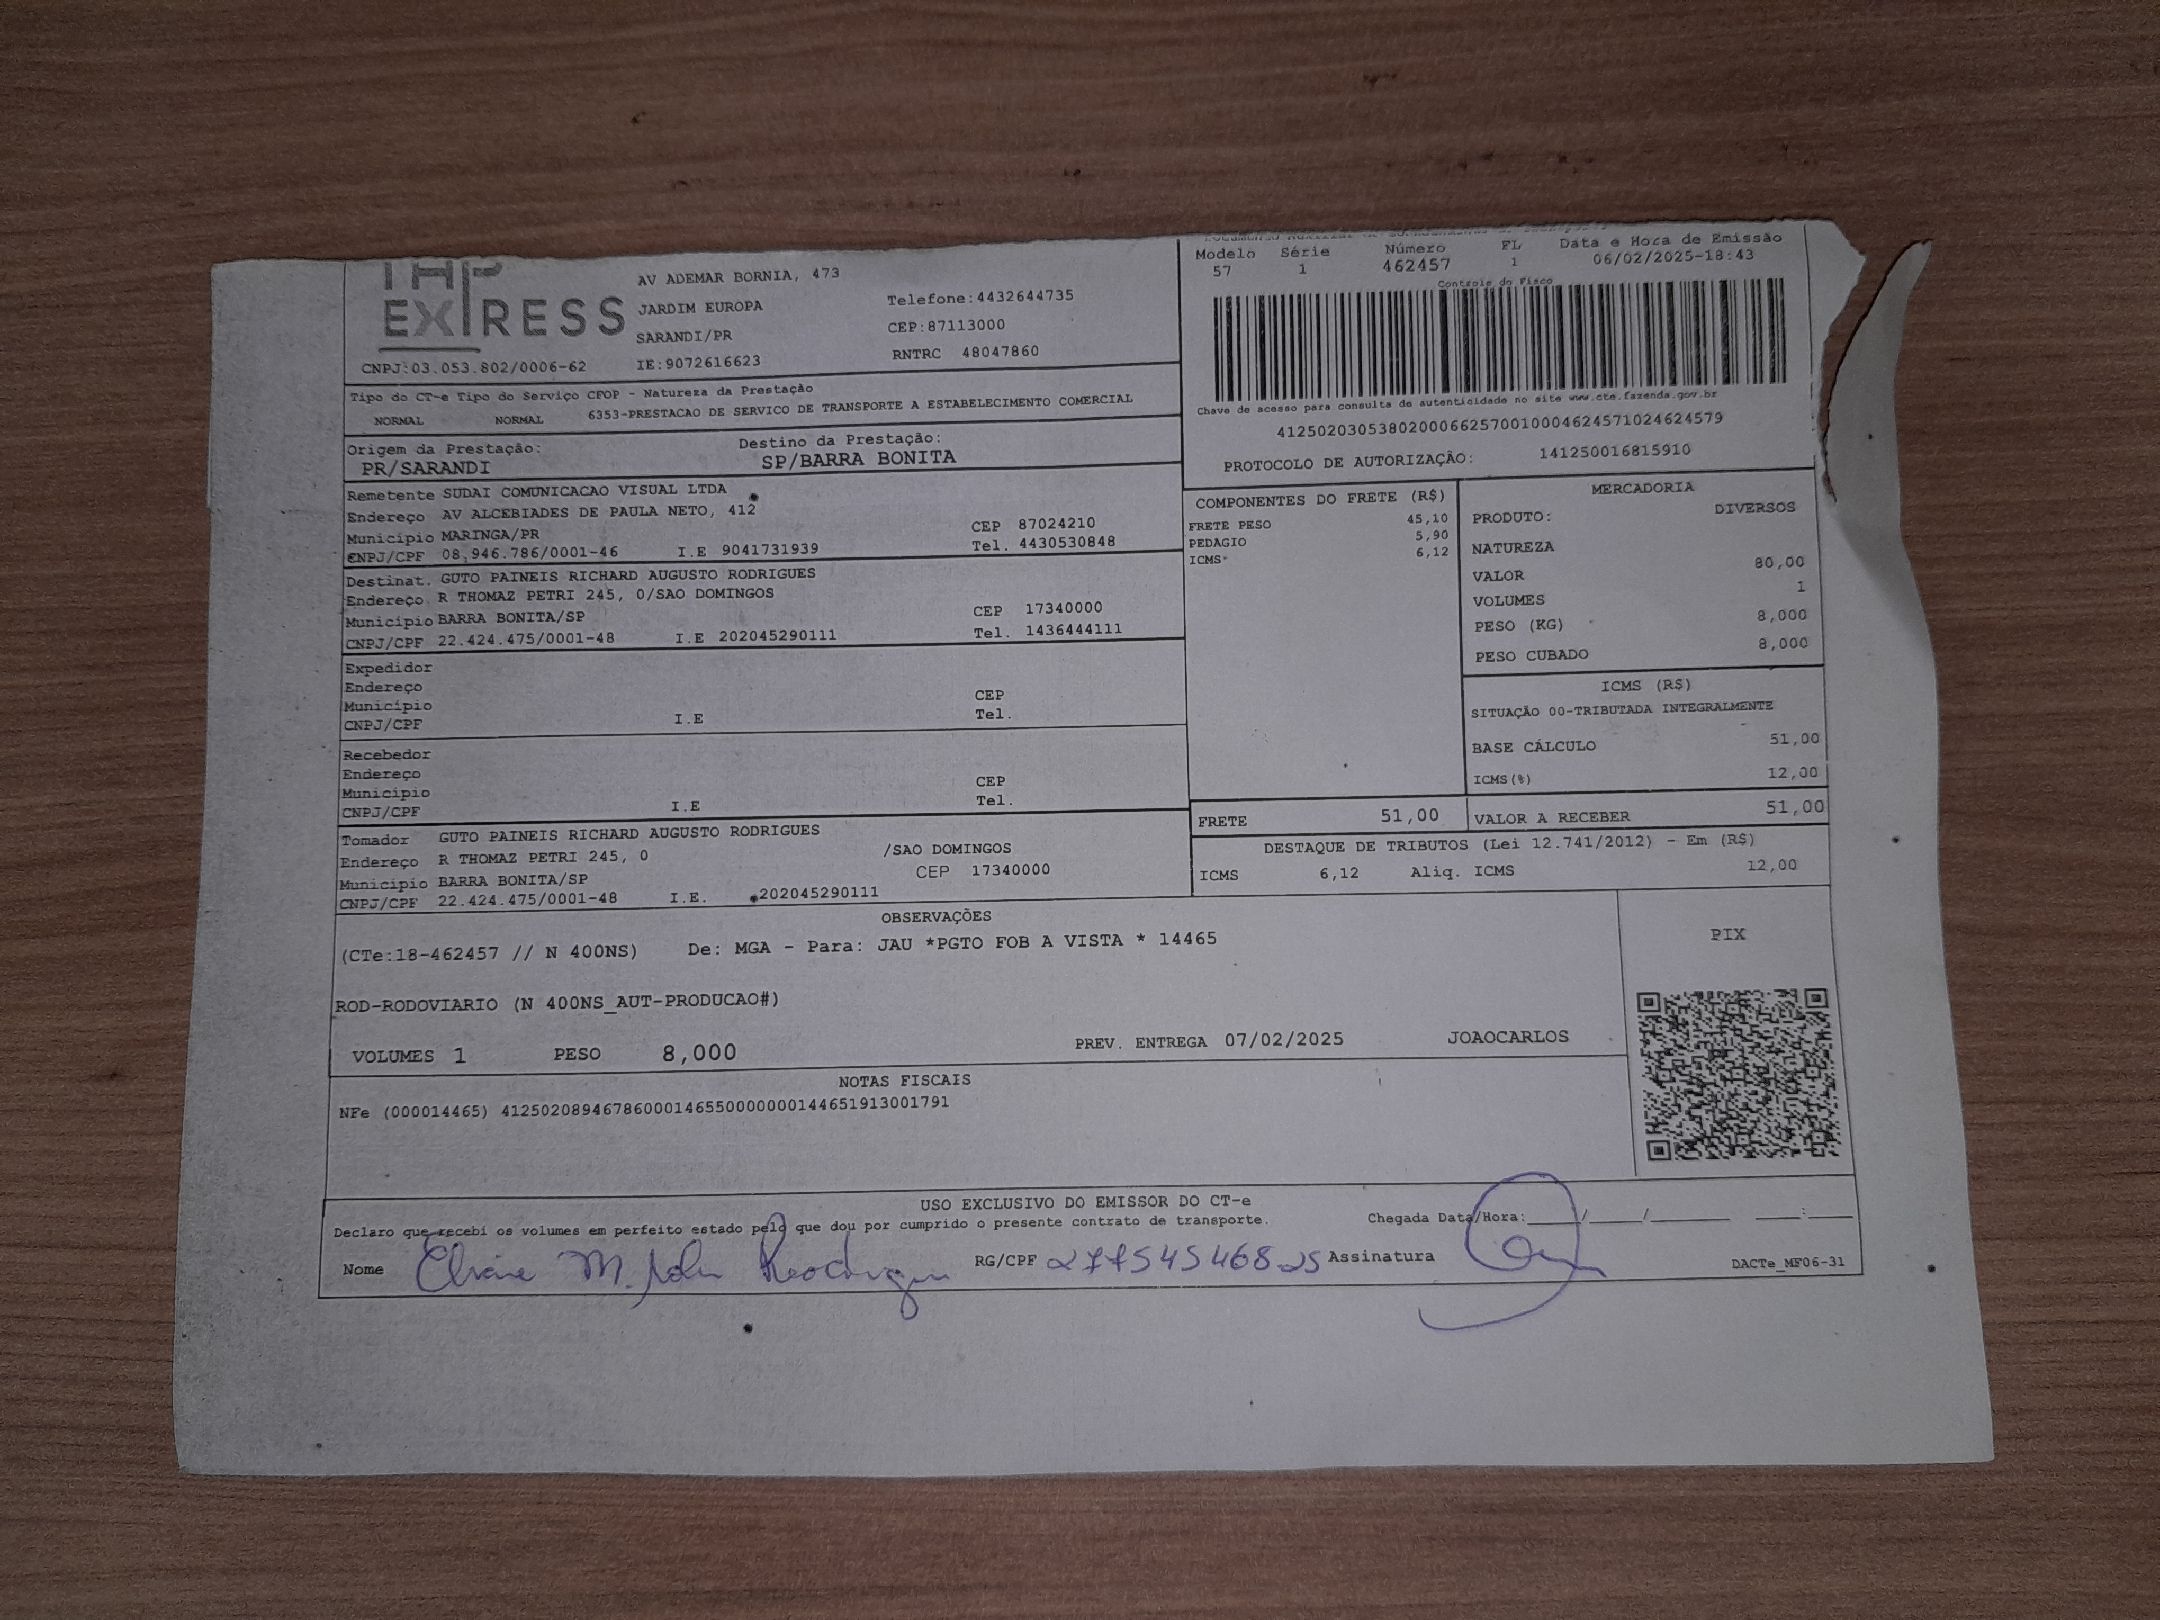 EXPRESS
CNPJ:03.053.802/0006-62
AV ADEMAR BORNIA, 473
JARDIM EUROPA
SARANDI/PR
IE:9072616623
Telefone:4432644735
CEP:87113000
RNTRC 48047860
Modelo Série Número FL Data e Hora de Emissão
57 1 462457 1 06/02/2025-18:43
Controle do Fisco
Chave de acesso para consulta de autenticidade no site www.cte.fazenda.gov.br
41250203053802000662570010004624571024624579
PROTOCOLO DE AUTORIZAÇÃO: 141250016815910
Tipo do CT-e Tipo do Serviço CFOP - Natureza da Prestação
NORMAL NORMAL 6353-PRESTACAO DE SERVICO DE TRANSPORTE A ESTABELECIMENTO COMERCIAL
Origem da Prestação: Destino da Prestação:
PR/SARANDI SP/BARRA BONITA
Remetente SUDAI COMUNICACAO VISUAL LTDA
Endereço AV ALCEBIADES DE PAULA NETO, 412
Município MARINGA/PR CEP 87024210
CNPJ/CPF 08,946.786/0001-46 I.E 9041731939 Tel. 4430530848
Destinat. GUTO PAINEIS RICHARD AUGUSTO RODRIGUES
Endereço R THOMAZ PETRI 245, 0/SAO DOMINGOS
Município BARRA BONITA/SP CEP 17340000
CNPJ/CPF 22.424.475/0001-48 I.E 202045290111 Tel. 1436444111
Expedidor
Endereço
Município CEP
CNPJ/CPF I.E Tel.
Recebedor
Endereço
Município CEP
CNPJ/CPF I.E Tel.
Tomador GUTO PAINEIS RICHARD AUGUSTO RODRIGUES
Endereço R THOMAZ PETRI 245, 0 /SAO DOMINGOS
Município BARRA BONITA/SP CEP 17340000
CNPJ/CPF 22.424.475/0001-48 I.E. 202045290111
COMPONENTES DO FRETE (R$)
FRETE PESO 45,10
PEDAGIO 5,90
ICMS* 6,12
MERCADORIA
PRODUTO: DIVERSOS
NATUREZA
VALOR 80,00
VOLUMES 1
PESO (KG) 8,000
PESO CUBADO 8,000
ICMS (R$)
SITUAÇÃO 00-TRIBUTADA INTEGRALMENTE
BASE CÁLCULO 51,00
ICMS(%) 12,00
FRETE 51,00 VALOR A RECEBER 51,00
DESTAQUE DE TRIBUTOS (Lei 12.741/2012) - Em (R$)
ICMS 6,12 Aliq. ICMS 12,00
OBSERVAÇÕES
(CTe:18-462457 // N 400NS) De: MGA - Para: JAU *PGTO FOB A VISTA * 14465
ROD-RODOVIARIO (N 400NS_AUT-PRODUCAO#)
VOLUMES 1 PESO 8,000 PREV. ENTREGA 07/02/2025 JOAOCARLOS
PIX
NOTAS FISCAIS
NFe (000014465) 41250208946786000146550000000144651913001791
USO EXCLUSIVO DO EMISSOR DO CT-e
Declaro que recebi os volumes em perfeito estado pelo que dou por cumprido o presente contrato de transporte. Chegada Data/Hora:____/____/______ ____:____
Nome M. RG/CPF 277545468-25 Assinatura DACTe_MF06-31